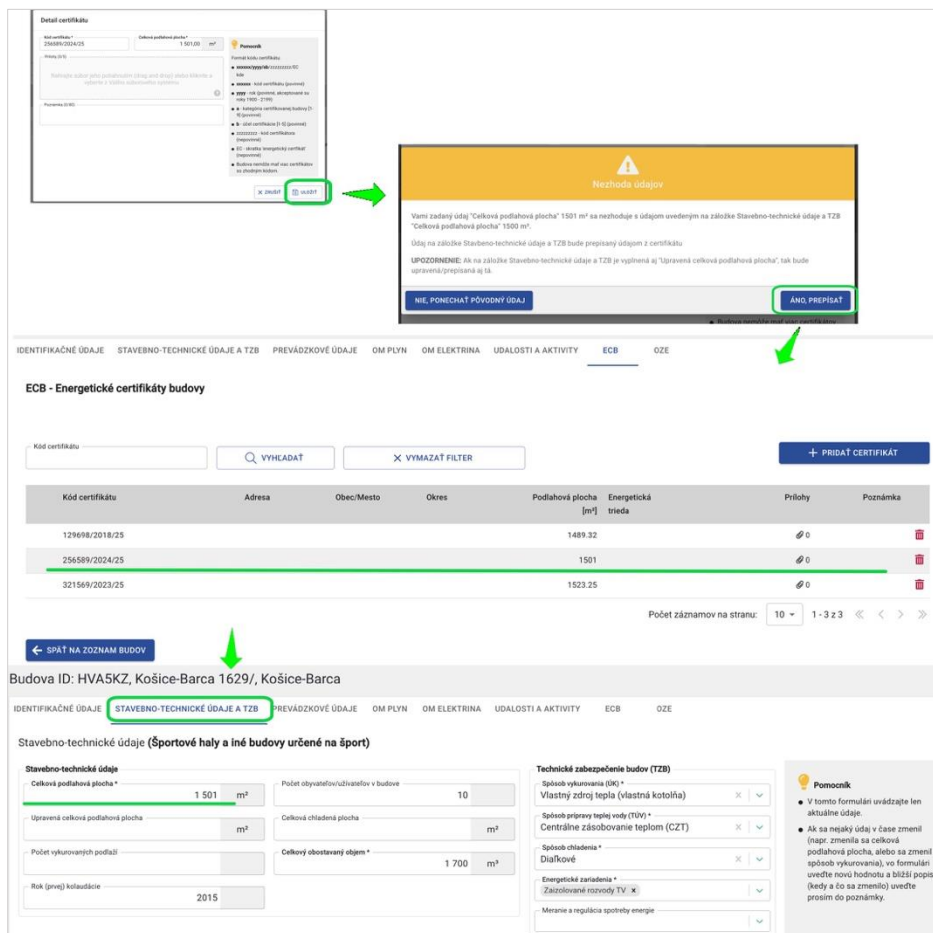 Detail certifikátu
Kód certifikátu *
256589/2024/25
Celková podlahová plocha *
1 501,00 m²
Prílohy (0/5)
Poznámka (0/80)
Pomocník
Formát kódu certifikátu:
kde
xxxxxx - kód certifikátu (povinné)
yyyy - rok (povinné, akceptované sú
roky 1900 - 2199)
a - kategória certifikovanej budovy [1-
9] (povinné)
b - účel certifikácie [1-5] (povinné)
zzzzzzzzz - kód certifikátora
(nepovinné)
EC - skratka 'energetický certifikát'
(nepovinné)
Budova nemôže mať viac certifikátov
so zhodným kódom
ZRUŠIŤ
ULOŽIŤ
Nezhoda údajov
Vami zadaný údaj "Celková podlahová plocha" 1501 m² sa nezhoduje s údajom uvedeným na záložke Stavebno-technické údaje a TZB
"Celková podlahová plocha" 1500 m².
Údaj na záložke Stavbeno-technické údaje a TZB bude prepísaný údajom z certifikátu
UPOZORNENIE: Ak na záložke Stavebno-technické údaje a TZB je vyplnená aj "Upravená celková podlahová plocha", tak bude
upravená/prepísaná aj tá.
NIE, PONECHAŤ PÔVODNÝ ÚDAJ
ÁNO, PREPÍSAŤ
Budova nemôže mať viac certifikátov
IDENTIFIKAČNÉ ÚDAJE STAVEBNO-TECHNICKÉ ÚDAJE A TZB PREVÁDZKOVÉ ÚDAJE OM PLYN OM ELEKTRINA UDALOSTI A AKTIVITY ECB OZE
ECB - Energetické certifikáty budovy
Kód certifikátu
VYHĽADAŤ
VYMAZAŤ FILTER
+ PRIDAŤ CERTIFIKÁT
Kód certifikátu Adresa Obec/Mesto Okres Podlahová plocha Energetická Prílohy Poznámka
[m²] trieda
129698/2018/25 1489.32 0
256589/2024/25 1501 0
321569/2023/25 1523.25 0
Počet záznamov na stranu: 10 1 - 3 z 3
SPÄŤ NA ZOZNAM BUDOV
Budova ID: HVA5KZ, Košice-Barca 1629/, Košice-Barca
IDENTIFIKAČNÉ ÚDAJE STAVEBNO-TECHNICKÉ ÚDAJE A TZB PREVÁDZKOVÉ ÚDAJE OM PLYN OM ELEKTRINA UDALOSTI A AKTIVITY ECB OZE
Stavebno-technické údaje (Športové haly a iné budovy určené na šport)
Stavebno-technické údaje
Celková podlahová plocha *
1 501 m²
Počet obyvateľov/užívateľov v budove
10
Upravená celková podlahová plocha
m²
Celková chladená plocha
m²
Počet vykurovaných podlaží
Celkový obostavaný objem *
1 700 m³
Rok (prvej) kolaudácie
2015
Technické zabezpečenie budov (TZB)
Spôsob vykurovania (ÚK) *
Vlastný zdroj tepla (vlastná kotolňa)
Spôsob prípravy teplej vody (TÚV) *
Centrálne zásobovanie teplom (CZT)
Spôsob chladenia *
Diaľkové
Energetické zariadenia *
Zaizolované rozvody TV
Meranie a regulácia spotreby energie
Pomocník
V tomto formulári uvádzajte len
aktuálne údaje.
Ak sa nejaký údaj v čase zmenil
(napr. zmenila sa celková
podlahová plocha, alebo sa zmenil
spôsob vykurovania), vo formulári
uveďte novú hodnotu a bližší popis
(kedy a čo sa zmenilo) uveďte
prosím do poznámky.